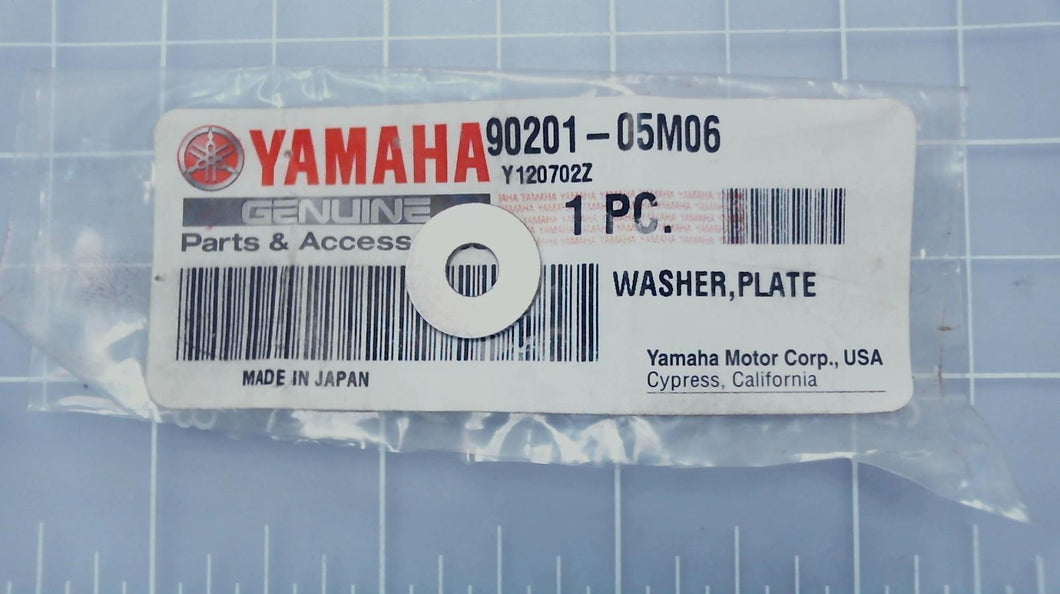 YAMAHA 90201-05M06
Y120702Z
GENUINE
1 PC.
Parts & Access
WASHER,PLATE
MADE IN JAPAN
Yamaha Motor Corp., USA
Cypress, California